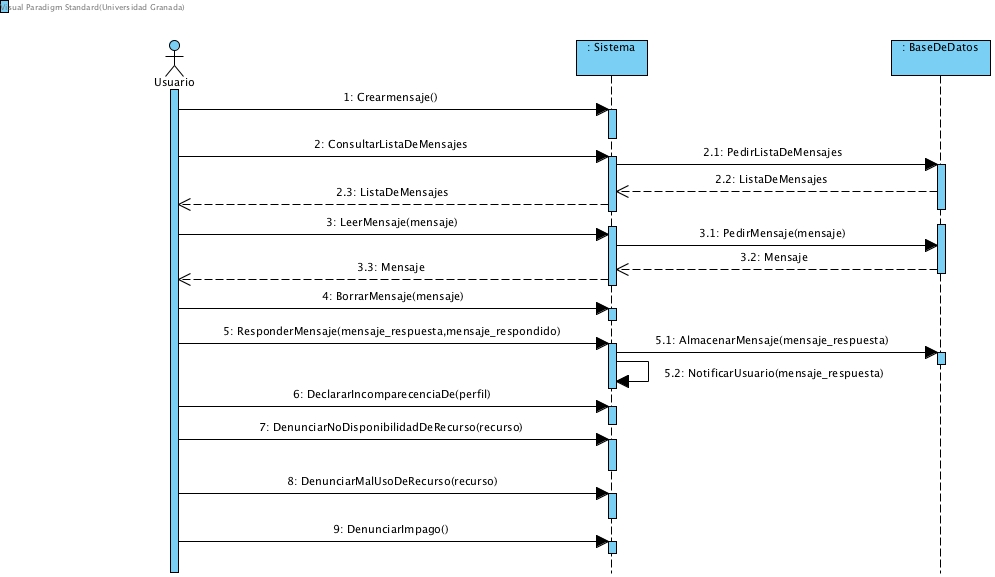 Visual Paradigm Standard(Universidad Granada)
: Sistema
: BaseDeDatos
Usuario
1: Crearmensaje()
2: ConsultarListaDeMensajes
2.1: PedirListaDeMensajes
2.2: ListaDeMensajes
2.3: ListaDeMensajes
3: LeerMensaje(mensaje)
3.1: PedirMensaje(mensaje)
3.2: Mensaje
3.3: Mensaje
4: BorrarMensaje(mensaje)
5: ResponderMensaje(mensaje_respuesta,mensaje_respondido)
5.1: AlmacenarMensaje(mensaje_respuesta)
5.2: NotificarUsuario(mensaje_respuesta)
6: DeclararIncomparecenciaDe(perfil)
7: DenunciarNoDisponibilidadDeRecurso(recurso)
8: DenunciarMalUsoDeRecurso(recurso)
9: DenunciarImpago()